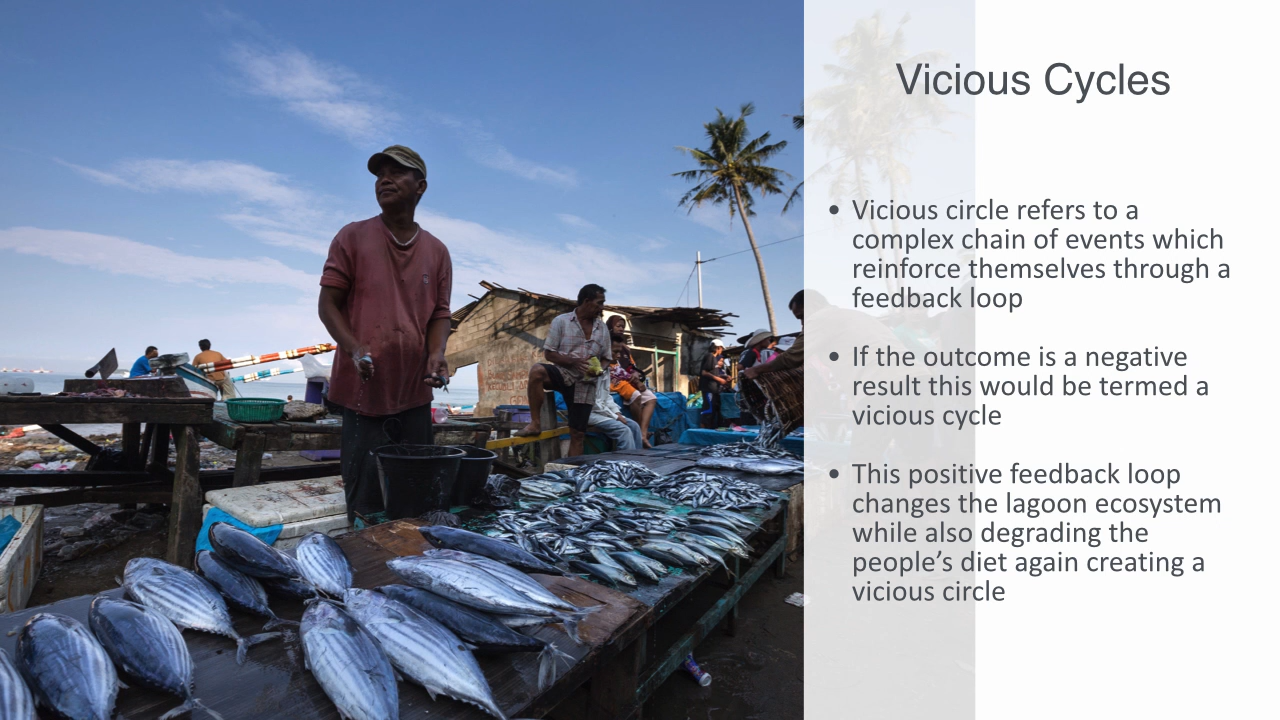 Vicious Cycles
• Vicious circle refers to a
complex chain of events which
reinforce themselves through a
feedback loop
• If the outcome is a negative
result this would be termed a
vicious cycle
• This positive feedback loop
changes the lagoon ecosystem
while also degrading the
people’s diet again creating a
vicious circle